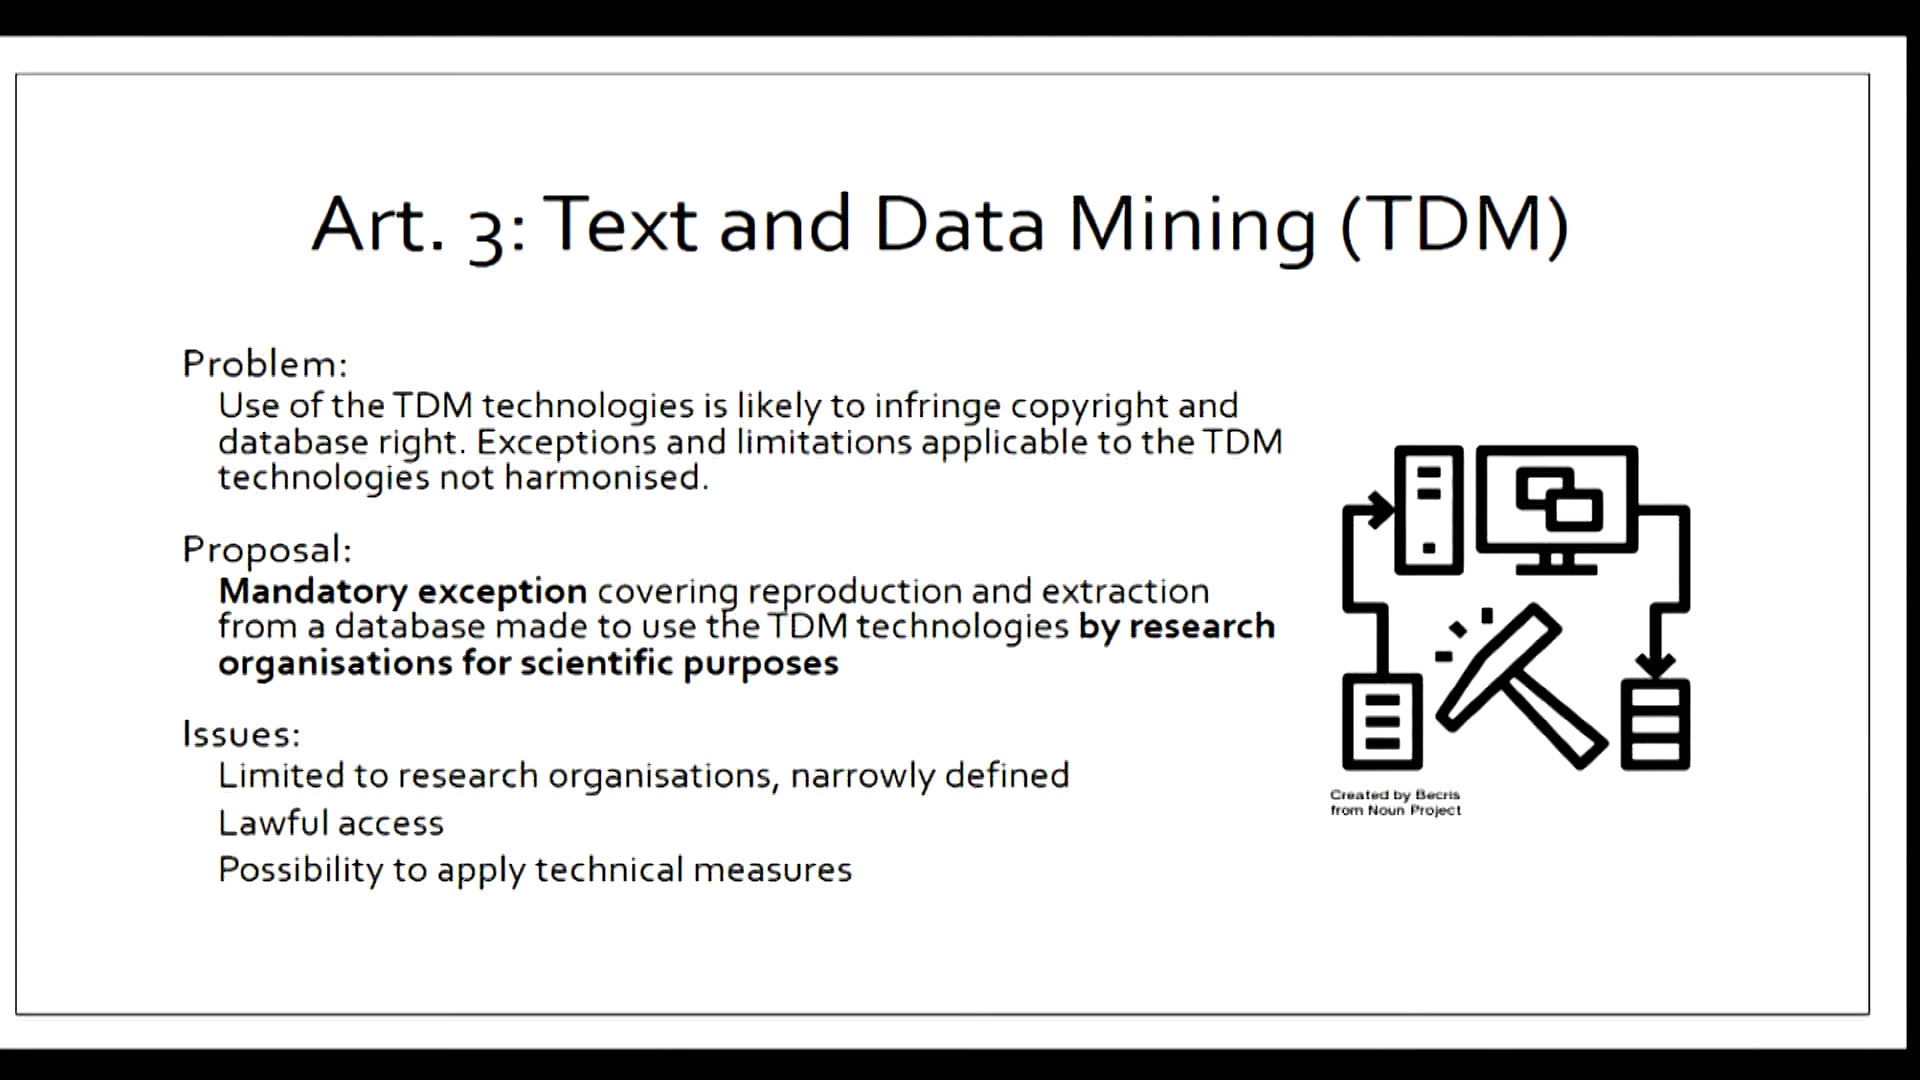 Art. 3: Text and Data Mining (TDM)
Problem:
Use of the TDM technologies is likely to infringe copyright and
database right. Exceptions and limitations applicable to the TDM
technologies not harmonised.
Proposal:
Mandatory exception covering reproduction and extraction
from a database made to use the TDM technologies by research
organisations for scientific purposes
Issues:
Limited to research organisations, narrowly defined
Lawful access
Possibility to apply technical measures
Created by Becris
from Noun Project